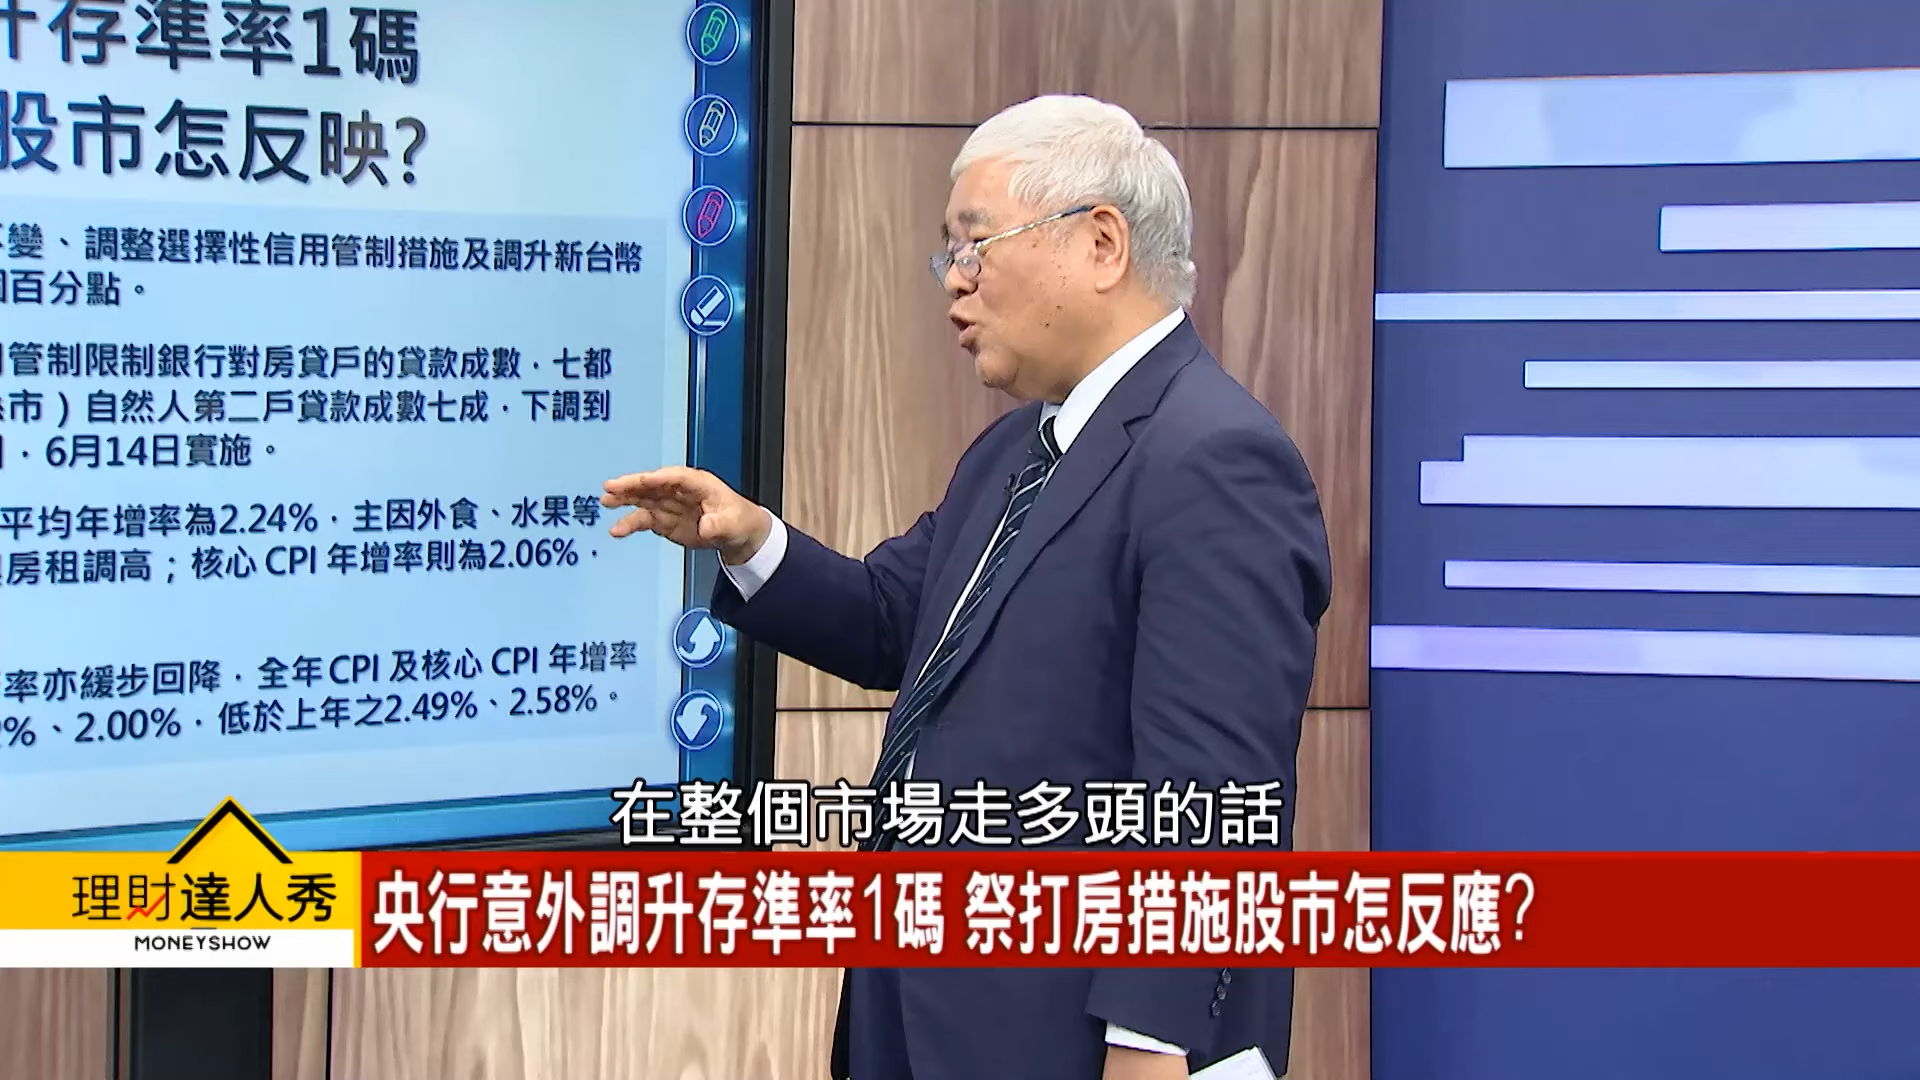 升存準率1碼
股市怎反映?
不變、調整選擇性信用管制措施及調升新台幣
個百分點。
用管制限制銀行對房貸戶的貸款成數，七都
縣市）自然人第二戶貸款成數七成，下調到
，6月14日實施。
平均年增率為2.24%，主因外食、水果等
房租調高；核心 CPI 年增率則為2.06%，
率亦緩步回降，全年 CPI 及核心 CPI 年增率
%、2.00%，低於上年之2.49%、2.58%。
在整個市場走多頭的話
理財達人秀
MONEYSHOW
央行意外調升存準率1碼 祭打房措施股市怎反應?